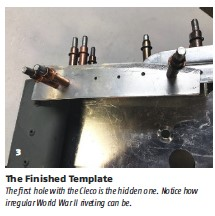 3
The Finished Template
The first hole with the Cleco is the hidden one. Notice how
irregular World War II riveting can be.